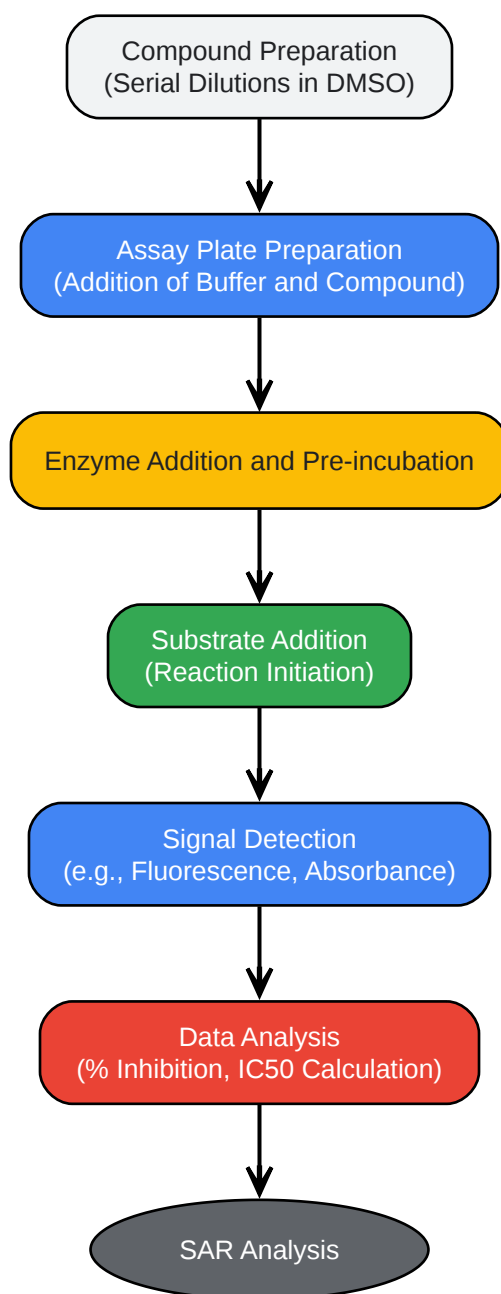 Compound Preparation
(Serial Dilutions in DMSO)
Assay Plate Preparation
(Addition of Buffer and Compound)
Enzyme Addition and Pre-incubation
Substrate Addition
(Reaction Initiation)
Signal Detection
(e.g., Fluorescence, Absorbance)
Data Analysis
(% Inhibition, IC50 Calculation)
SAR Analysis